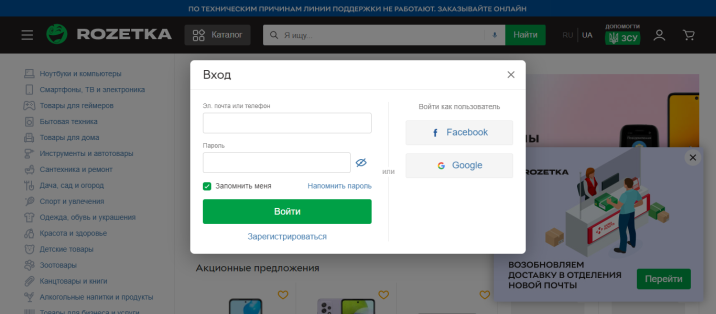 ПО ТЕХНИЧЕСКИМ ПРИЧИНАМ ЛИНИИ ПОДДЕРЖКИ НЕ РАБОТАЮТ. ЗАКАЗЫВАЙТЕ ОНЛАЙН
ROZETKA
Каталог
Я ищу...
Найти
RU | UA
ДОПОМОГТИ
ЗСУ
Ноутбуки и компьютеры
Смартфоны, ТВ и электроника
Товары для геймеров
Бытовая техника
Товары для дома
Инструменты и автотовары
Сантехника и ремонт
Дача, сад и огород
Спорт и увлечения
Одежда, обувь и украшения
Красота и здоровье
Детские товары
Зоотовары
Канцтовары и книги
Алкогольные напитки и продукты
Товары для бизнеса и услуги
Вход
Эл. почта или телефон
Пароль
Запомнить меня
Напомнить пароль
Войти
Зарегистрироваться
или
Войти как пользователь
Facebook
Google
Акционные предложения
ROZETKA
ВОЗОБНОВЛЯЕМ
ДОСТАВКУ В ОТДЕЛЕНИЯ
НОВОЙ ПОЧТЫ
Перейти